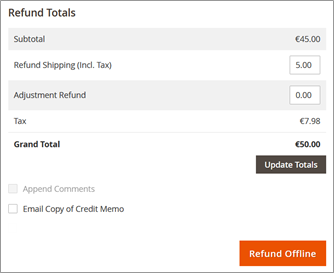 Refund Totals
Subtotal €45.00
Refund Shipping (Incl. Tax) 5.00
Adjustment Refund 0.00
Tax €7.98
Grand Total €50.00
Update Totals
Append Comments
Email Copy of Credit Memo
Refund Offline